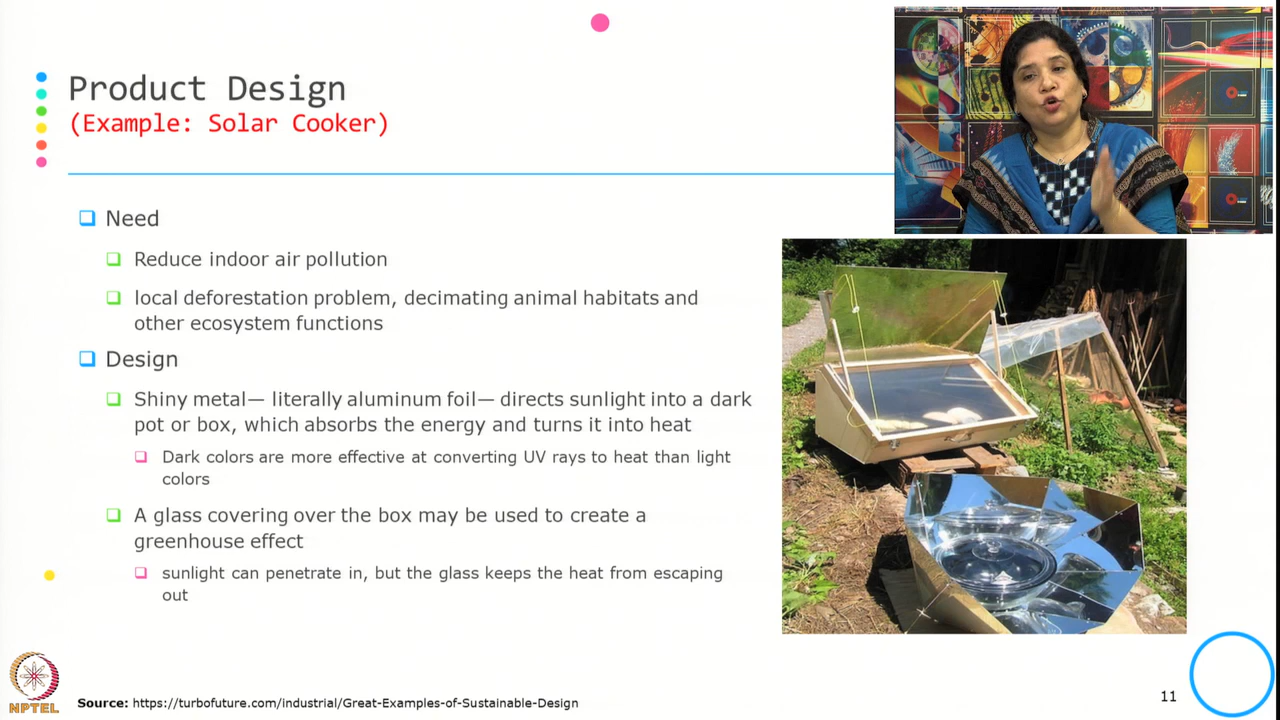 Product Design
(Example: Solar Cooker)
Need
Reduce indoor air pollution
local deforestation problem, decimating animal habitats and
other ecosystem functions
Design
Shiny metal— literally aluminum foil— directs sunlight into a dark
pot or box, which absorbs the energy and turns it into heat
Dark colors are more effective at converting UV rays to heat than light
colors
A glass covering over the box may be used to create a
greenhouse effect
sunlight can penetrate in, but the glass keeps the heat from escaping
out
NPTEL
Source: https://turbofuture.com/industrial/Great-Examples-of-Sustainable-Design
11